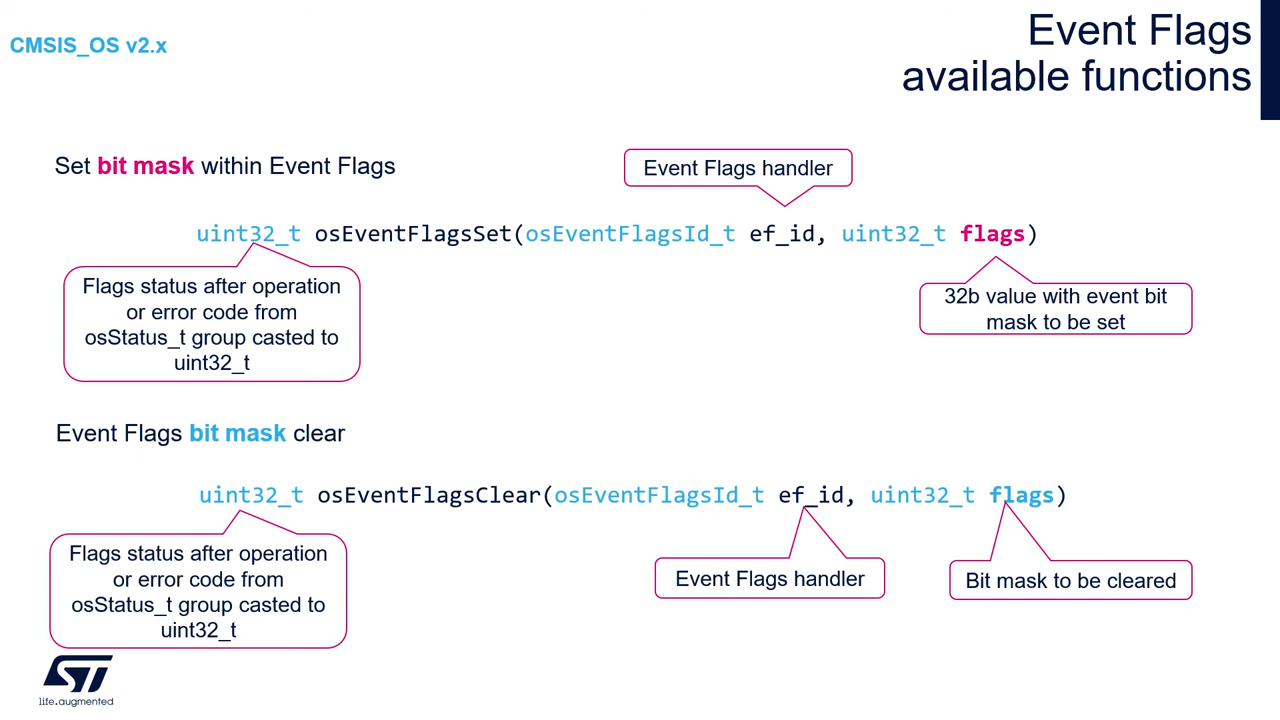 CMSIS_OS v2.x
Event Flags
available functions
Set bit mask within Event Flags
Event Flags handler
uint32_t osEventFlagsSet(osEventFlagsId_t ef_id, uint32_t flags)
Flags status after operation
or error code from
osStatus_t group casted to
uint32_t
32b value with event bit
mask to be set
Event Flags bit mask clear
uint32_t osEventFlagsClear(osEventFlagsId_t ef_id, uint32_t flags)
Flags status after operation
or error code from
osStatus_t group casted to
uint32_t
Event Flags handler
Bit mask to be cleared
ST
life.augmented